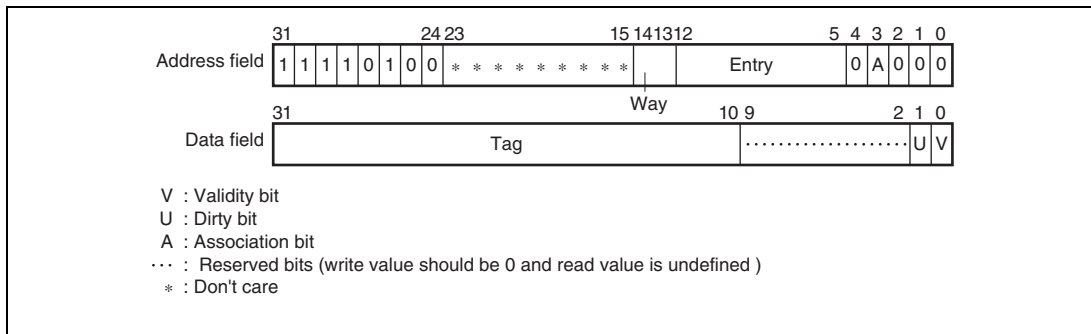 31 24 23 15 14 13 12 5 4 3 2 1 0
Address field 1 1 1 1 0 1 0 0 * * * * * * * * * Entry 0 A 0 0 0
Way
31 10 9 2 1 0
Data field Tag ···················· U V
V : Validity bit
U : Dirty bit
A : Association bit
··· : Reserved bits (write value should be 0 and read value is undefined )
* : Don't care